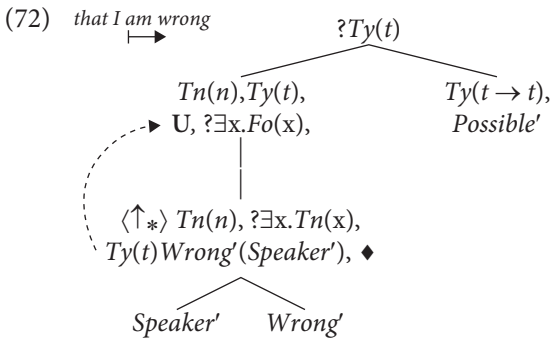 (72) that I am wrong
?Ty(t)
Tn(n),Ty(t), Ty(t → t),
U, ?∃x.Fo(x), Possible′
⟨↑*⟩ Tn(n), ?∃x.Tn(x),
Ty(t)Wrong′(Speaker′), ♦
Speaker′ Wrong′